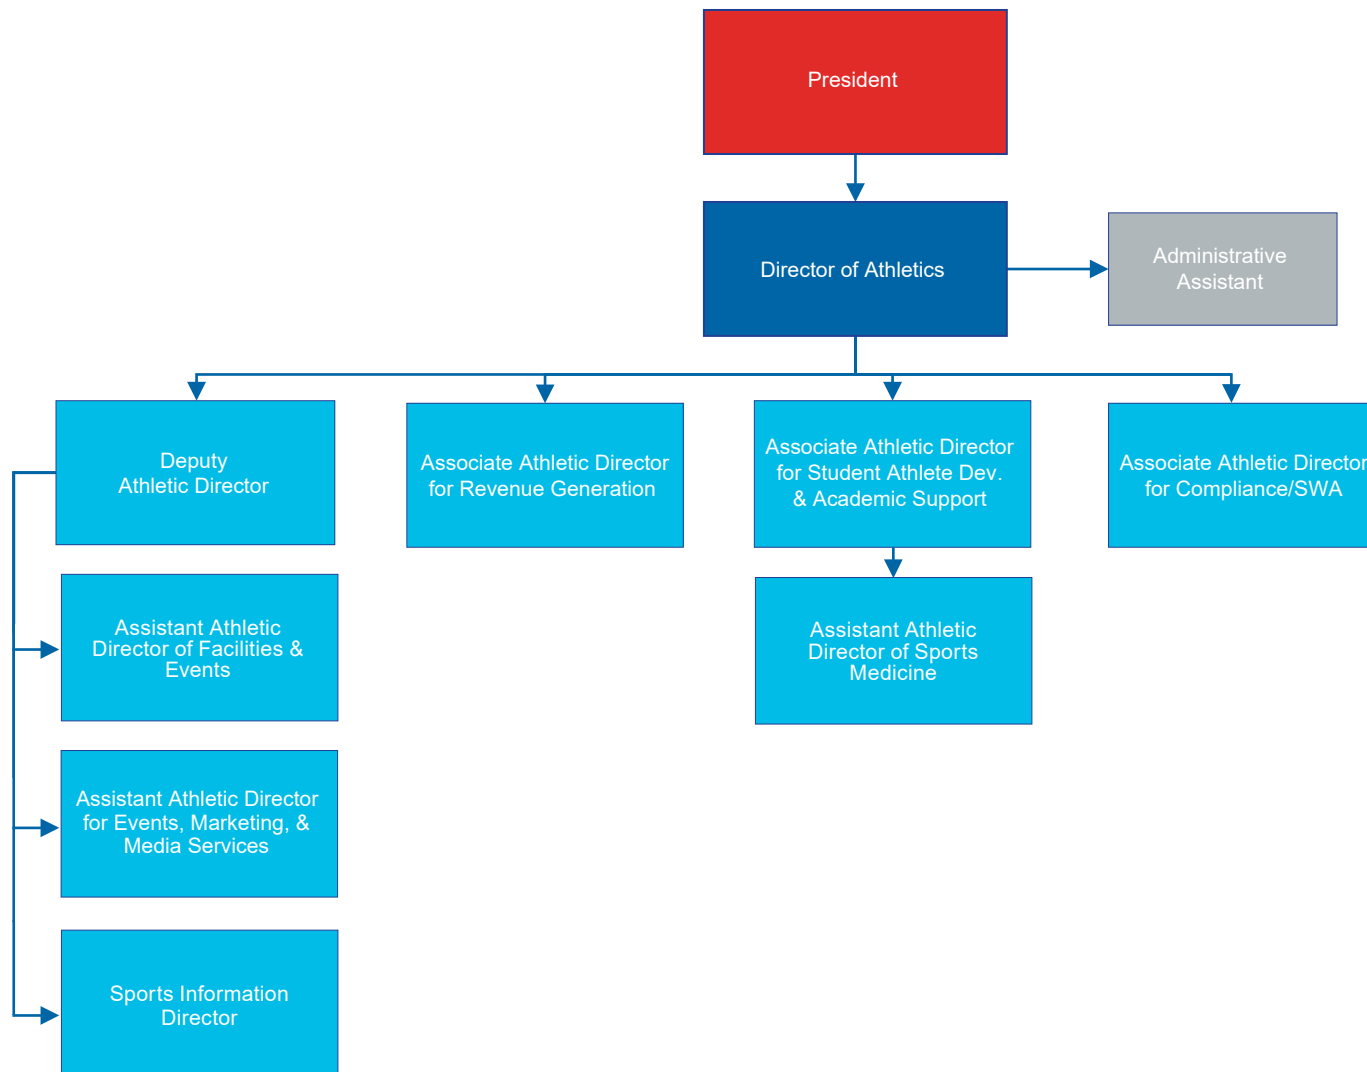 President
Director of Athletics
Administrative
Assistant
Deputy
Athletic Director
Associate Athletic Director
for Revenue Generation
Associate Athletic Director
for Student Athlete Dev.
& Academic Support
Associate Athletic Director
for Compliance/SWA
Assistant Athletic
Director of Facilities &
Events
Assistant Athletic
Director of Sports
Medicine
Assistant Athletic Director
for Events, Marketing, &
Media Services
Sports Information
Director